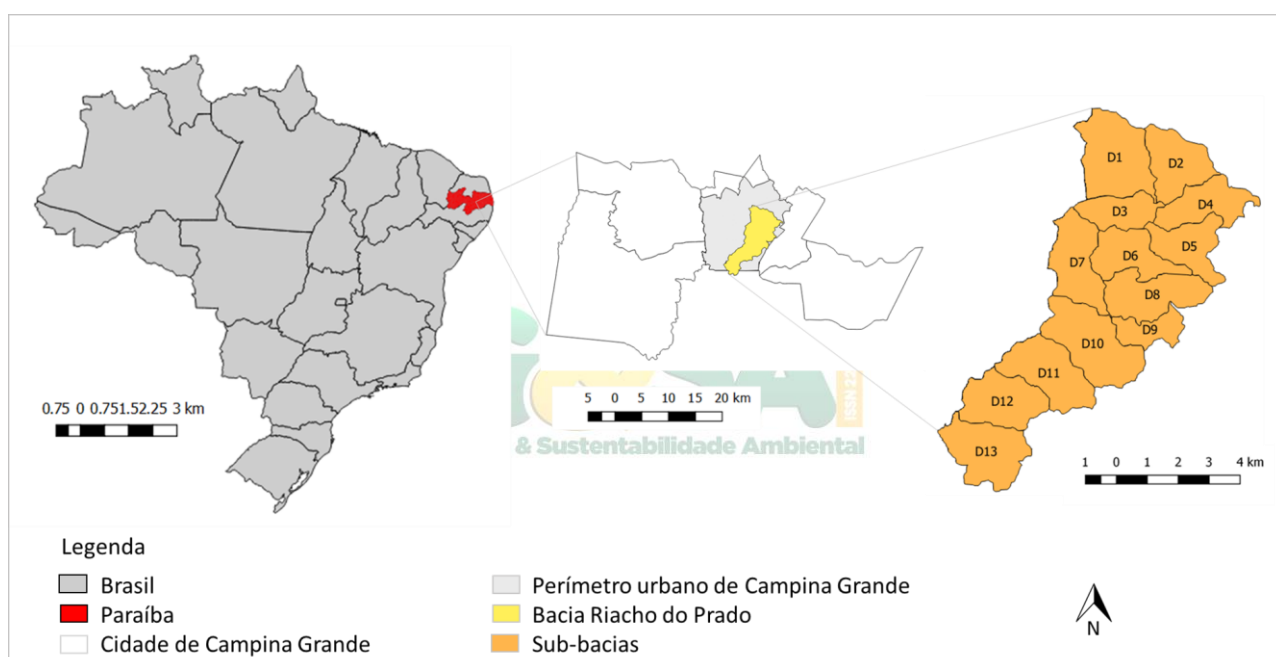 D1
D2
D3
D4
D5
D6
D7
D8
D9
D10
D11
D12
D13
0.75 0 0.751.52.25 3 km
5 0 5 10 15 20 km
1 0 1 2 3 4 km
& Sustentabilidade Ambiental
Legenda
Brasil
Paraíba
Cidade de Campina Grande
Perímetro urbano de Campina Grande
Bacia Riacho do Prado
Sub-bacias
N